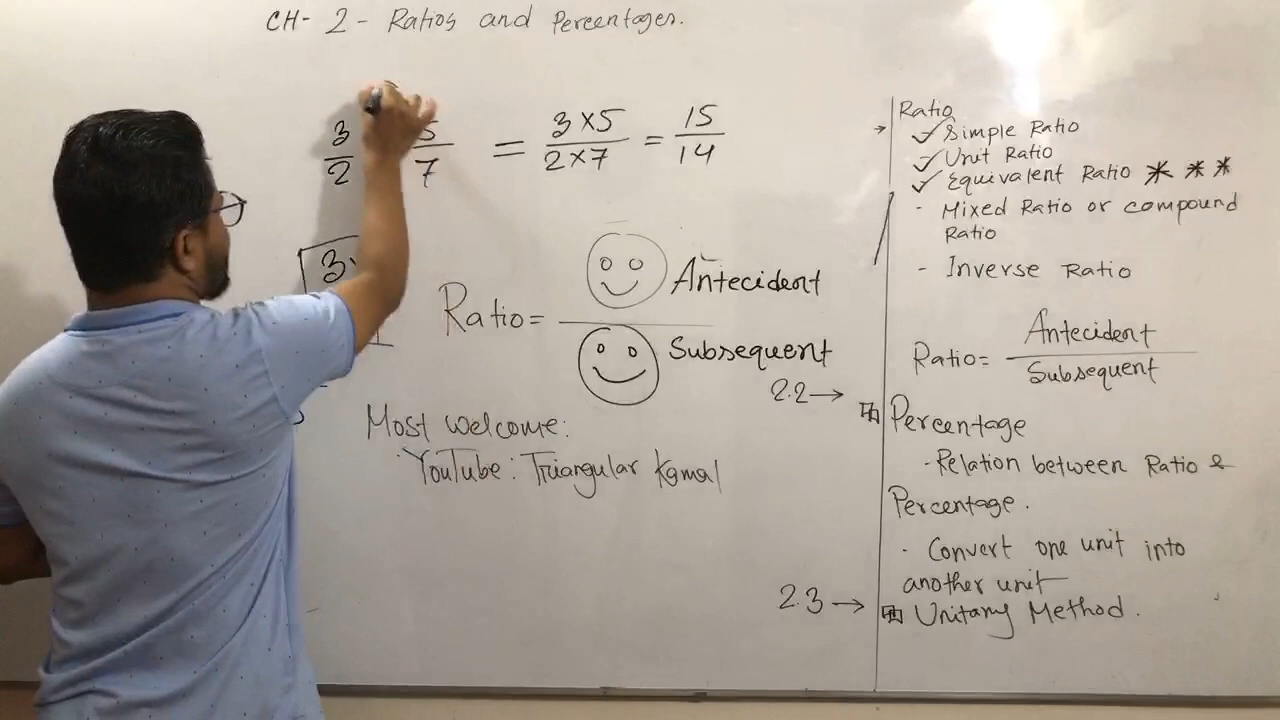 CH- 2 - Ratios and Percentages.
3/2 5/7 = 3×5/2×7 = 15/14
3
Ratio= Antecident
Subsequent
Most welcome:
YouTube: Triangular Kamal
Ratio
Simple Ratio
Unit Ratio
Equivalent Ratio ***
- Mixed Ratio or compound
Ratio
- Inverse Ratio
Ratio= Antecident
Subsequent
2.2→
Percentage
·Relation between Ratio &
Percentage.
· Convert one unit into
another unit
2.3→
Unitary Method.